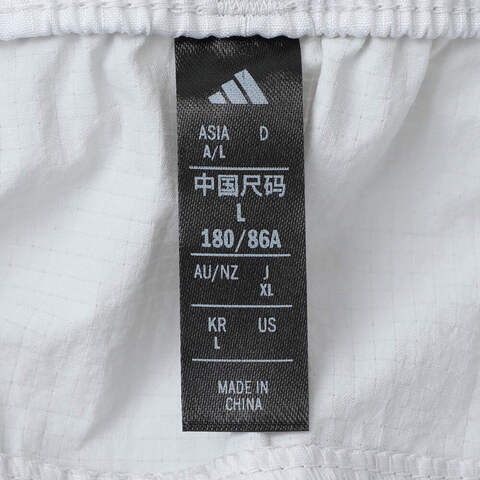 ASIA D
A/L
中国尺码
L
180/86A
AU/NZ J
XL
KR US
L
MADE IN
CHINA